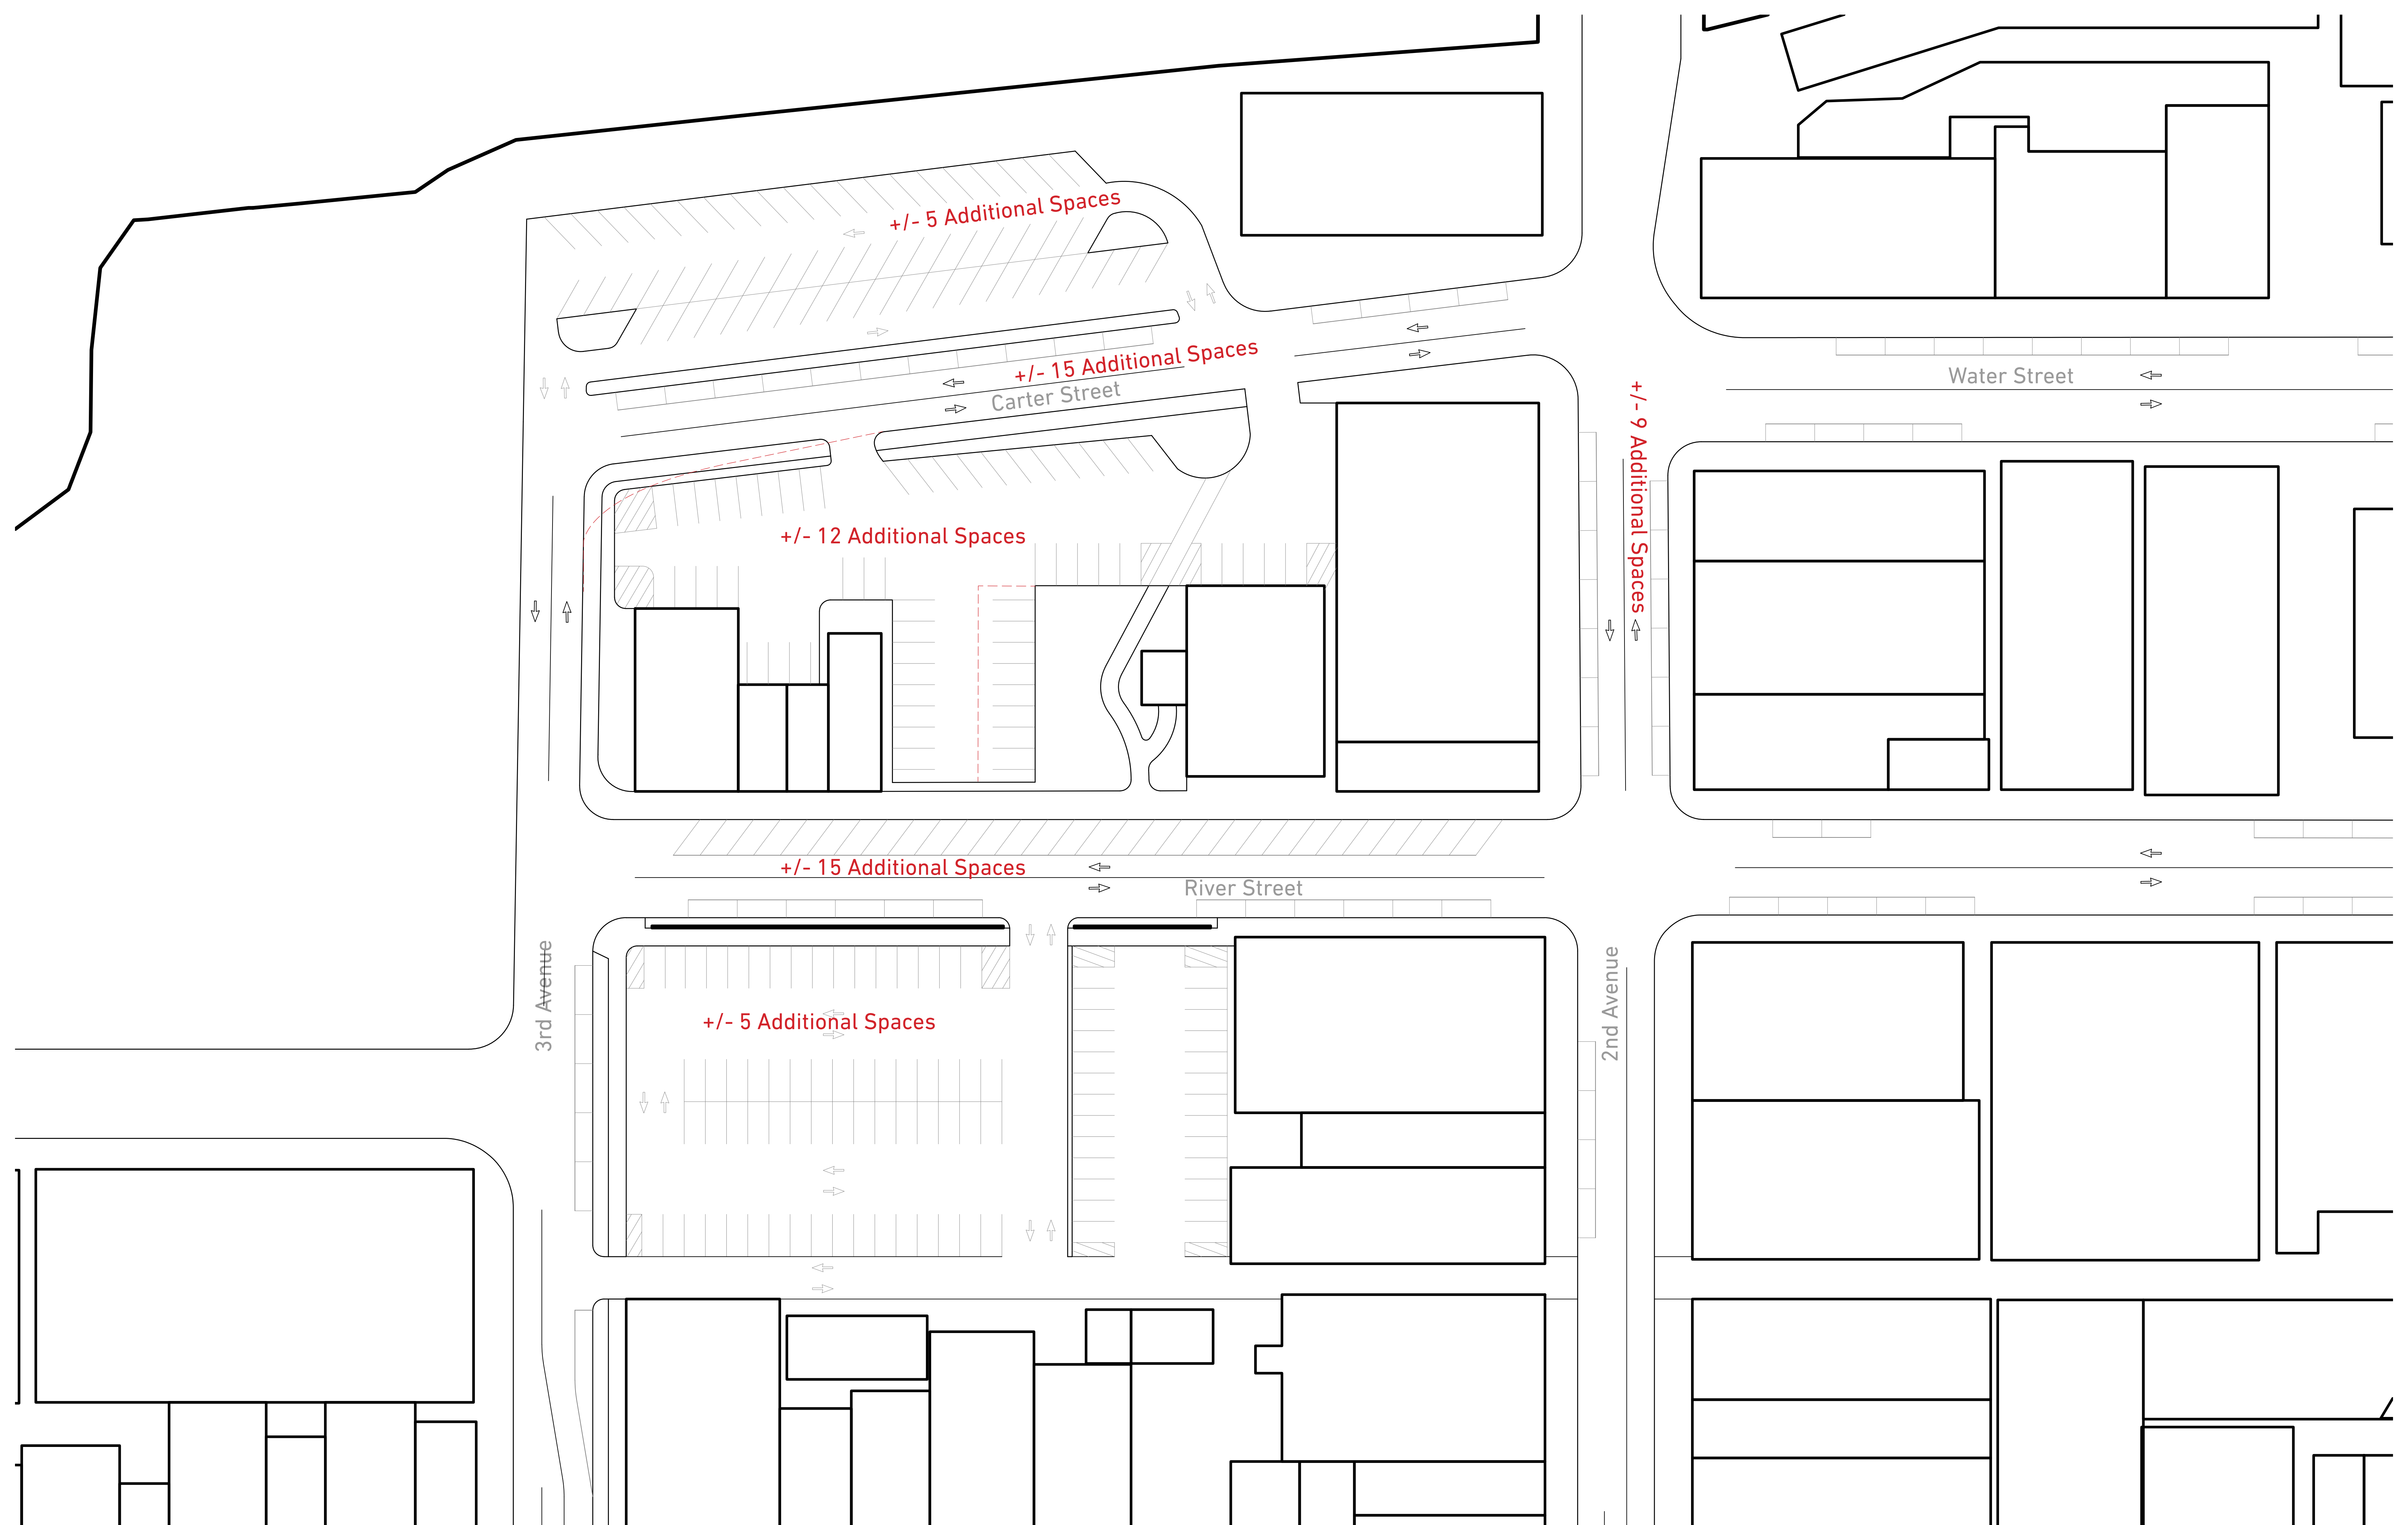 +/- 5 Additional Spaces
+/- 15 Additional Spaces
Carter Street
Water Street
+/- 9 Additional Spaces
+/- 12 Additional Spaces
+/- 15 Additional Spaces
River Street
3rd Avenue
2nd Avenue
+/- 5 Additional Spaces